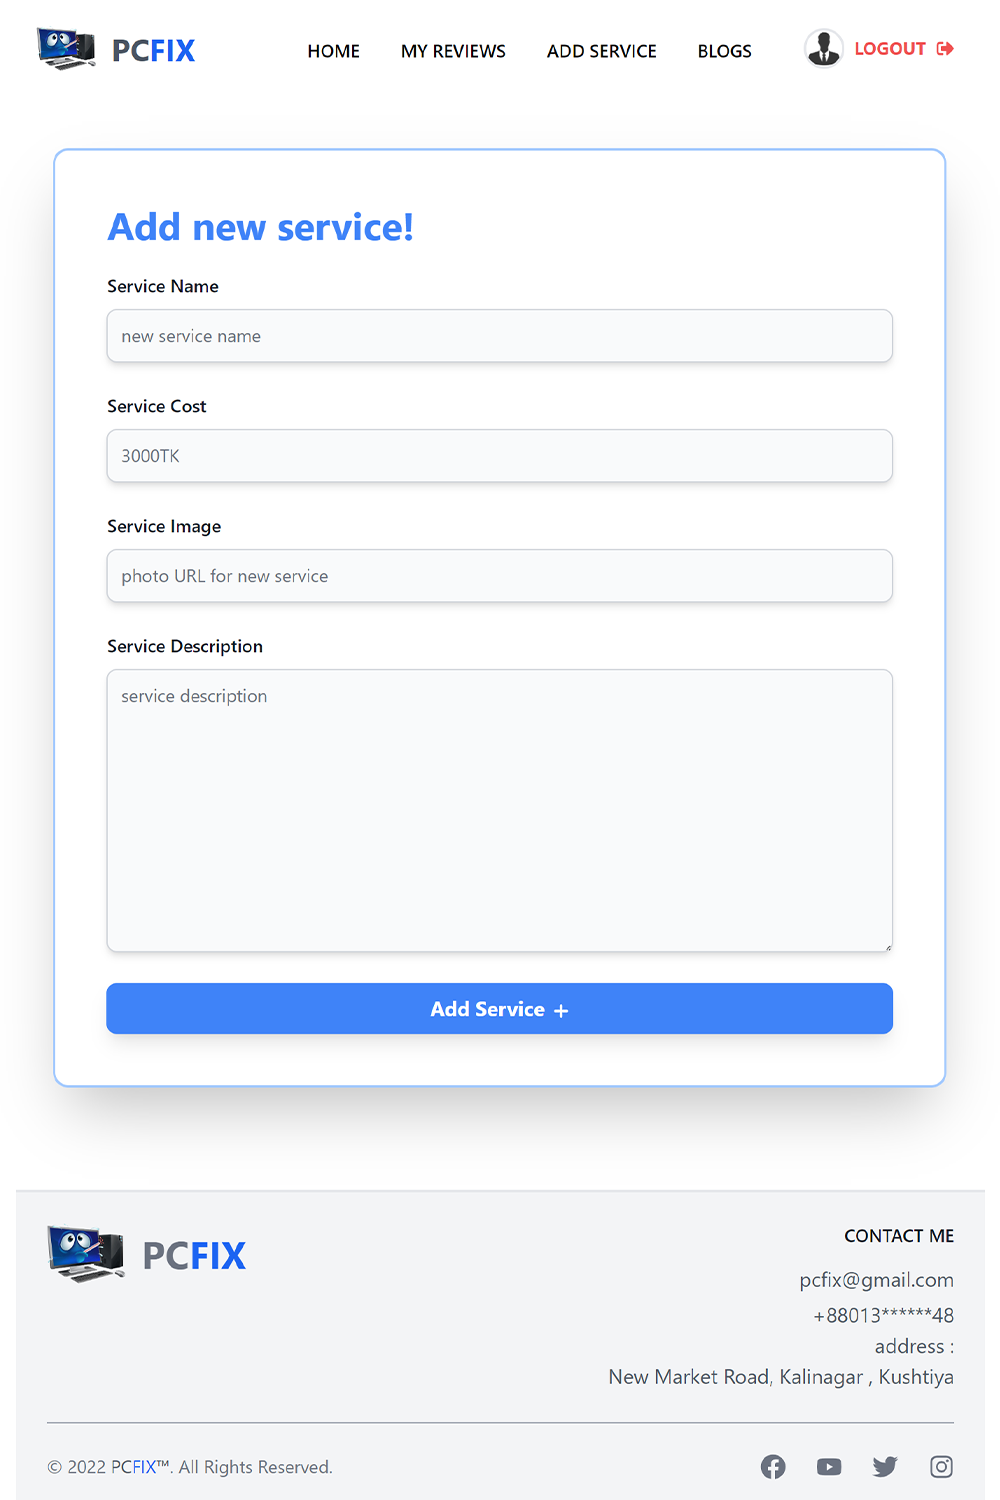 PCFIX
HOME MY REVIEWS ADD SERVICE BLOGS LOGOUT
Add new service!
Service Name
new service name
Service Cost
3000TK
Service Image
photo URL for new service
Service Description
service description
Add Service +
PCFIX
CONTACT ME
pcfix@gmail.com
+88013******48
address :
New Market Road, Kalinagar , Kushtiya
© 2022 PCFIX™. All Rights Reserved.